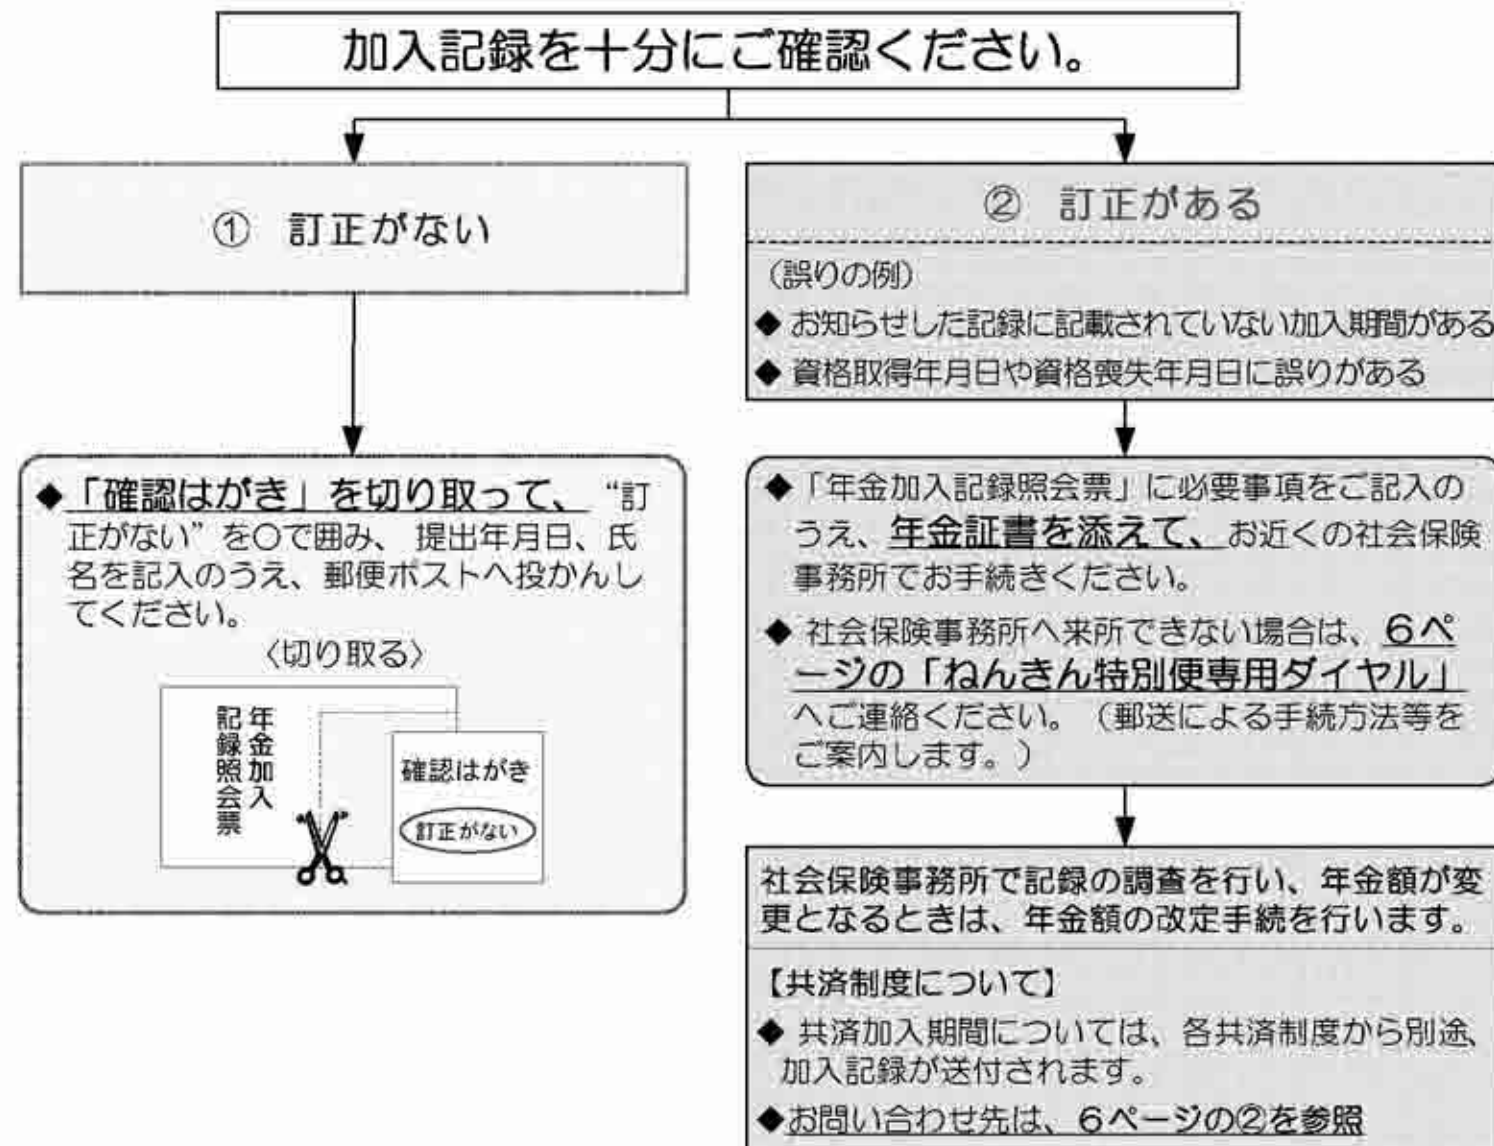 加入記録を十分にご確認ください。
① 訂正がない
◆「確認はがき」を切り取って、“訂
正がない”を○で囲み、提出年月日、氏
名を記入のうえ、郵便ポストへ投かんし
てください。
〈切り取る〉
年金加入
記録照会票
確認はがき
訂正がない
② 訂正がある
（誤りの例）
◆ お知らせした記録に記載されていない加入期間がある
◆ 資格取得年月日や資格喪失年月日に誤りがある
◆「年金加入記録照会票」に必要事項をご記入の
うえ、年金証書を添えて、お近くの社会保険
事務所でお手続きください。
◆ 社会保険事務所へ来所できない場合は、６ペ
ージの「ねんきん特別便専用ダイヤル」
へご連絡ください。（郵送による手続方法等を
ご案内します。）
社会保険事務所で記録の調査を行い、年金額が変
更となるときは、年金額の改定手続を行います。
【共済制度について】
◆ 共済加入期間については、各共済制度から別途、
加入記録が送付されます。
◆お問い合わせ先は、６ページの②を参照